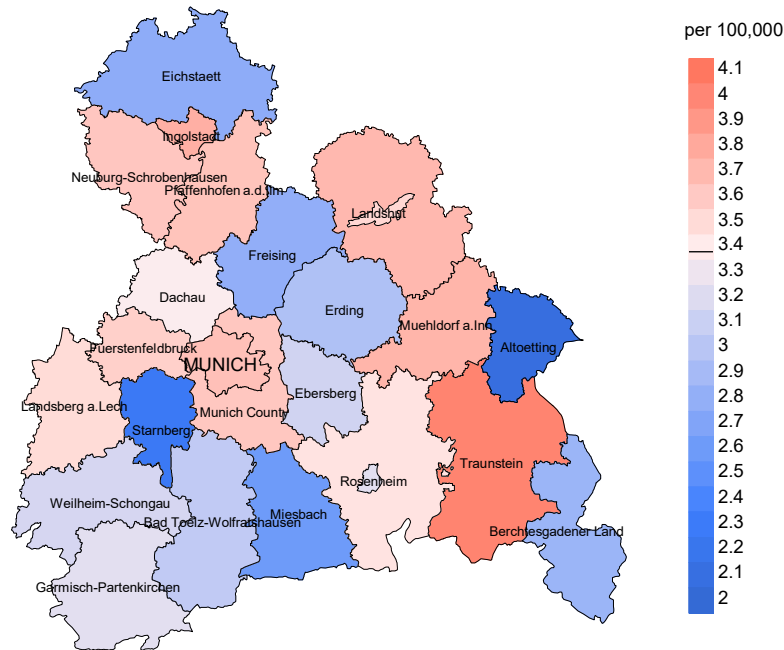 per 100,000
Eichstaett
Ingolstadt
Neuburg-Schrobenhausen
Pfaffenhofen a.d.Ilm
Landshut
Freising
Dachau
Erding
Muehldorf a.Inn
Altoetting
Fuerstenfeldbruck
MUNICH
Ebersberg
Landsberg a.Lech
Munich County
Starnberg
Traunstein
Rosenheim
Weilheim-Schongau
Miesbach
Bad Toelz-Wolfratshausen
Berchtesgadener Land
Garmisch-Partenkirchen
4.1
4
3.9
3.8
3.7
3.6
3.5
3.4
3.3
3.2
3.1
3
2.9
2.8
2.7
2.6
2.5
2.4
2.3
2.2
2.1
2